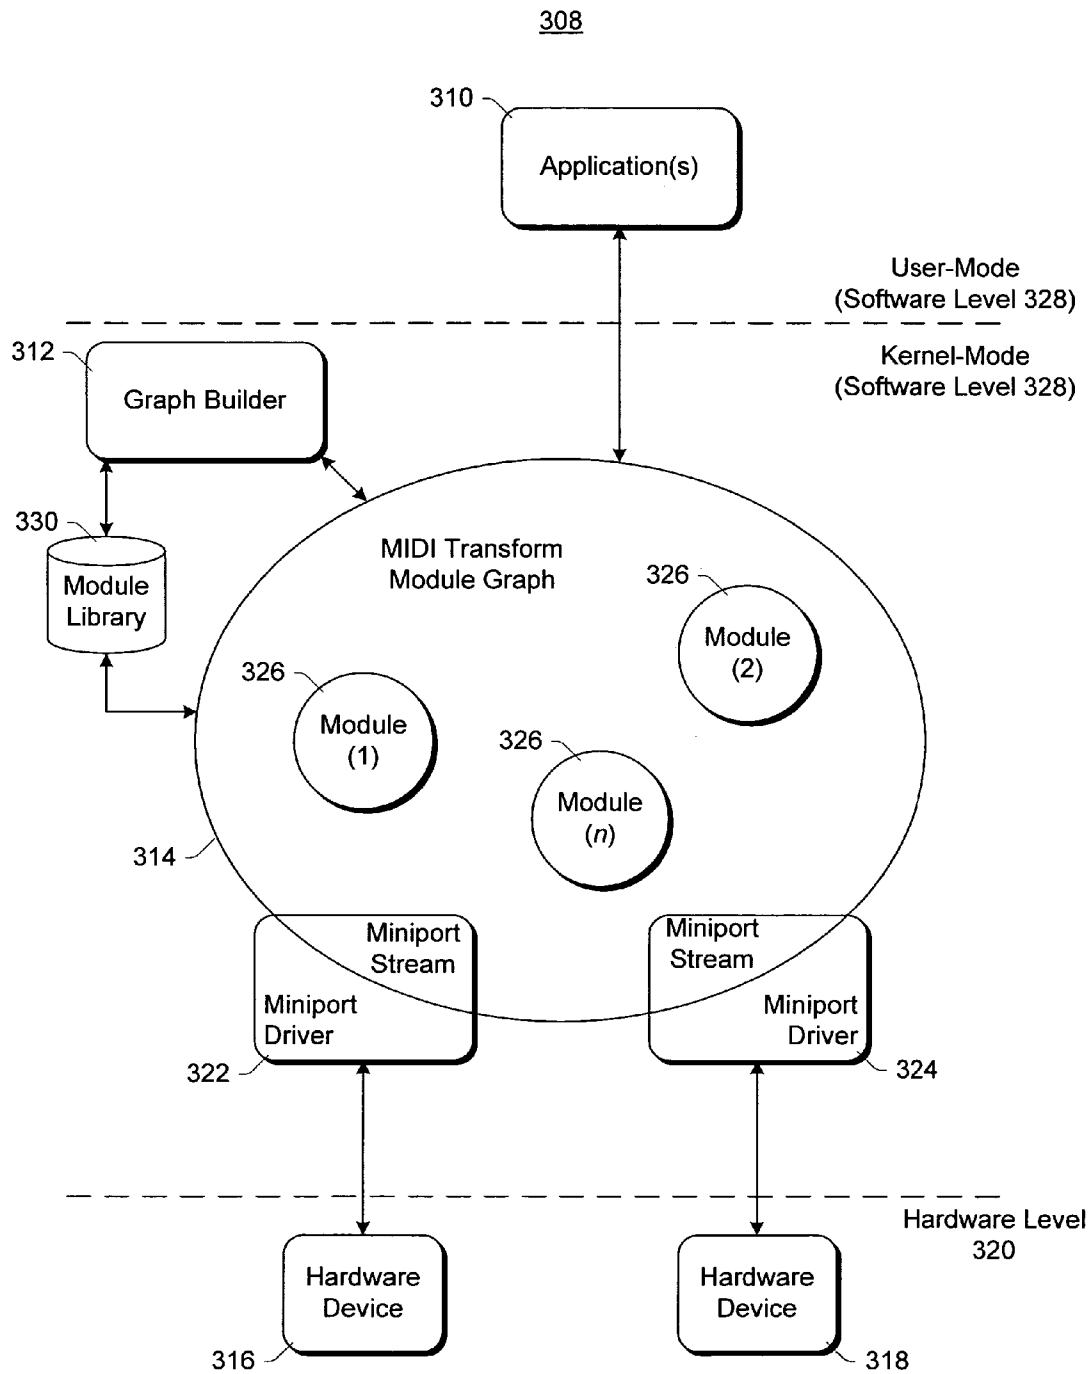 308
310
Application(s)
User-Mode
(Software Level 328)
Kernel-Mode
(Software Level 328)
312
Graph Builder
330
Module
Library
MIDI Transform
Module Graph
326
Module
(2)
326
Module
(1)
326
Module
(n)
314
Miniport
Stream
Miniport
Driver
322
Miniport
Stream
Miniport
Driver
324
Hardware Level
320
Hardware
Device
316
Hardware
Device
318